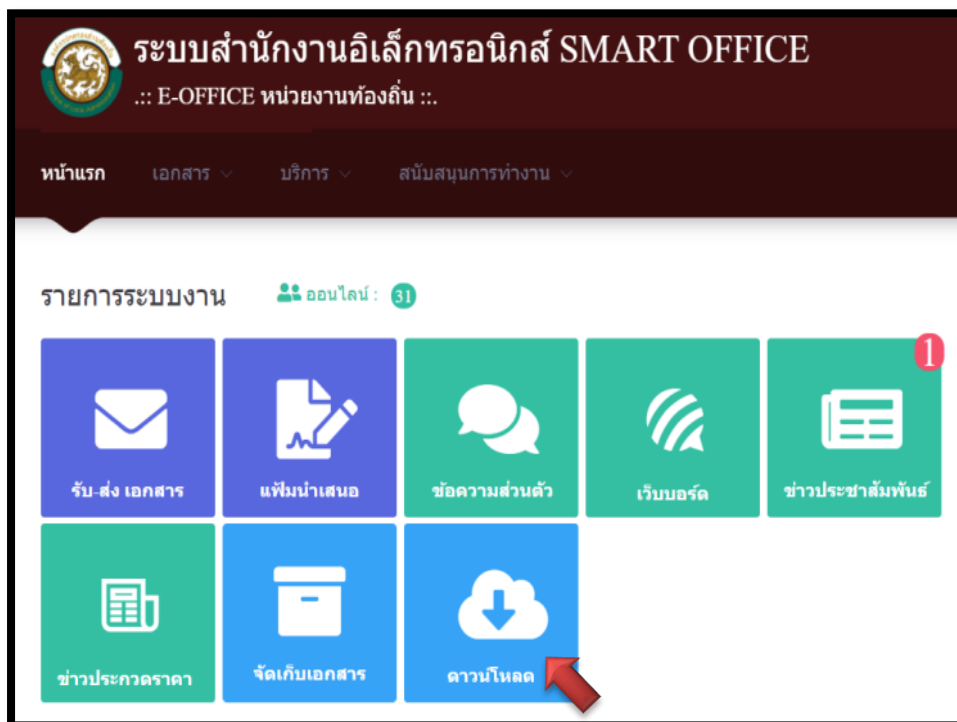 ระบบสำนักงานอิเล็กทรอนิกส์ SMART OFFICE
.:: E-OFFICE หน่วยงานท้องถิ่น ::.
หน้าแรก เอกสาร บริการ สนับสนุนการทำงาน
รายการระบบงาน ออนไลน์ : 31
1
รับ-ส่ง เอกสาร แฟ้มนำเสนอ ข้อความส่วนตัว เว็บบอร์ด ข่าวประชาสัมพันธ์
ข่าวประกวดราคา จัดเก็บเอกสาร ดาวน์โหลด